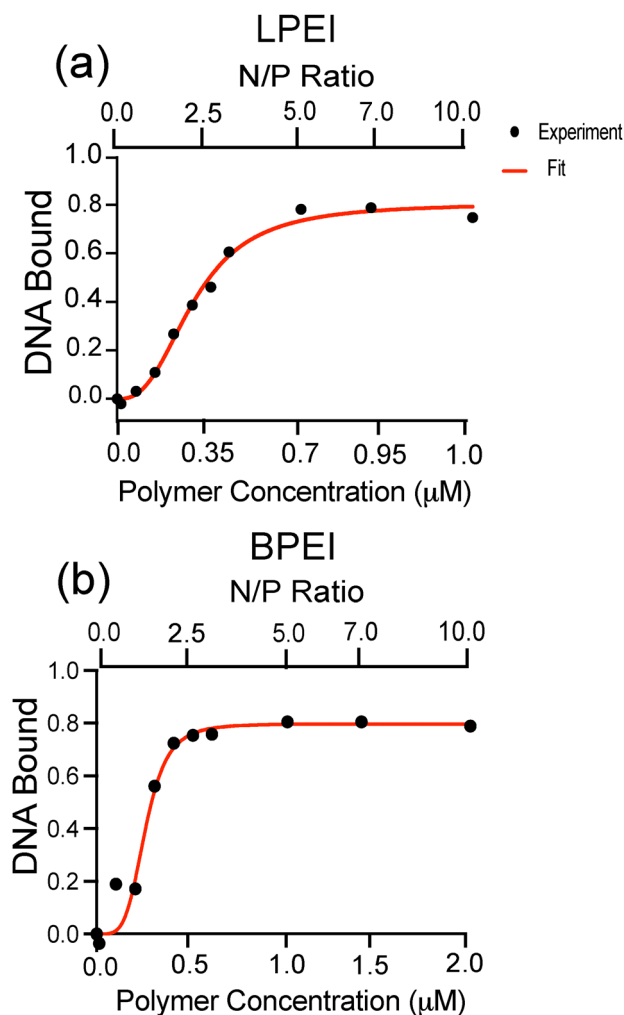 LPEI
(a)
N/P Ratio
0.0 2.5 5.0 7.0 10.0
Experiment
Fit
1.0
0.8
0.6
0.4
0.2
0.0
DNA Bound
0.0 0.35 0.7 0.95 1.0
Polymer Concentration (μM)
BPEI
(b)
N/P Ratio
0.0 2.5 5.0 7.0 10.0
1.0
0.8
0.6
0.4
0.2
0.0
DNA Bound
0.0 0.5 1.0 1.5 2.0
Polymer Concentration (μM)